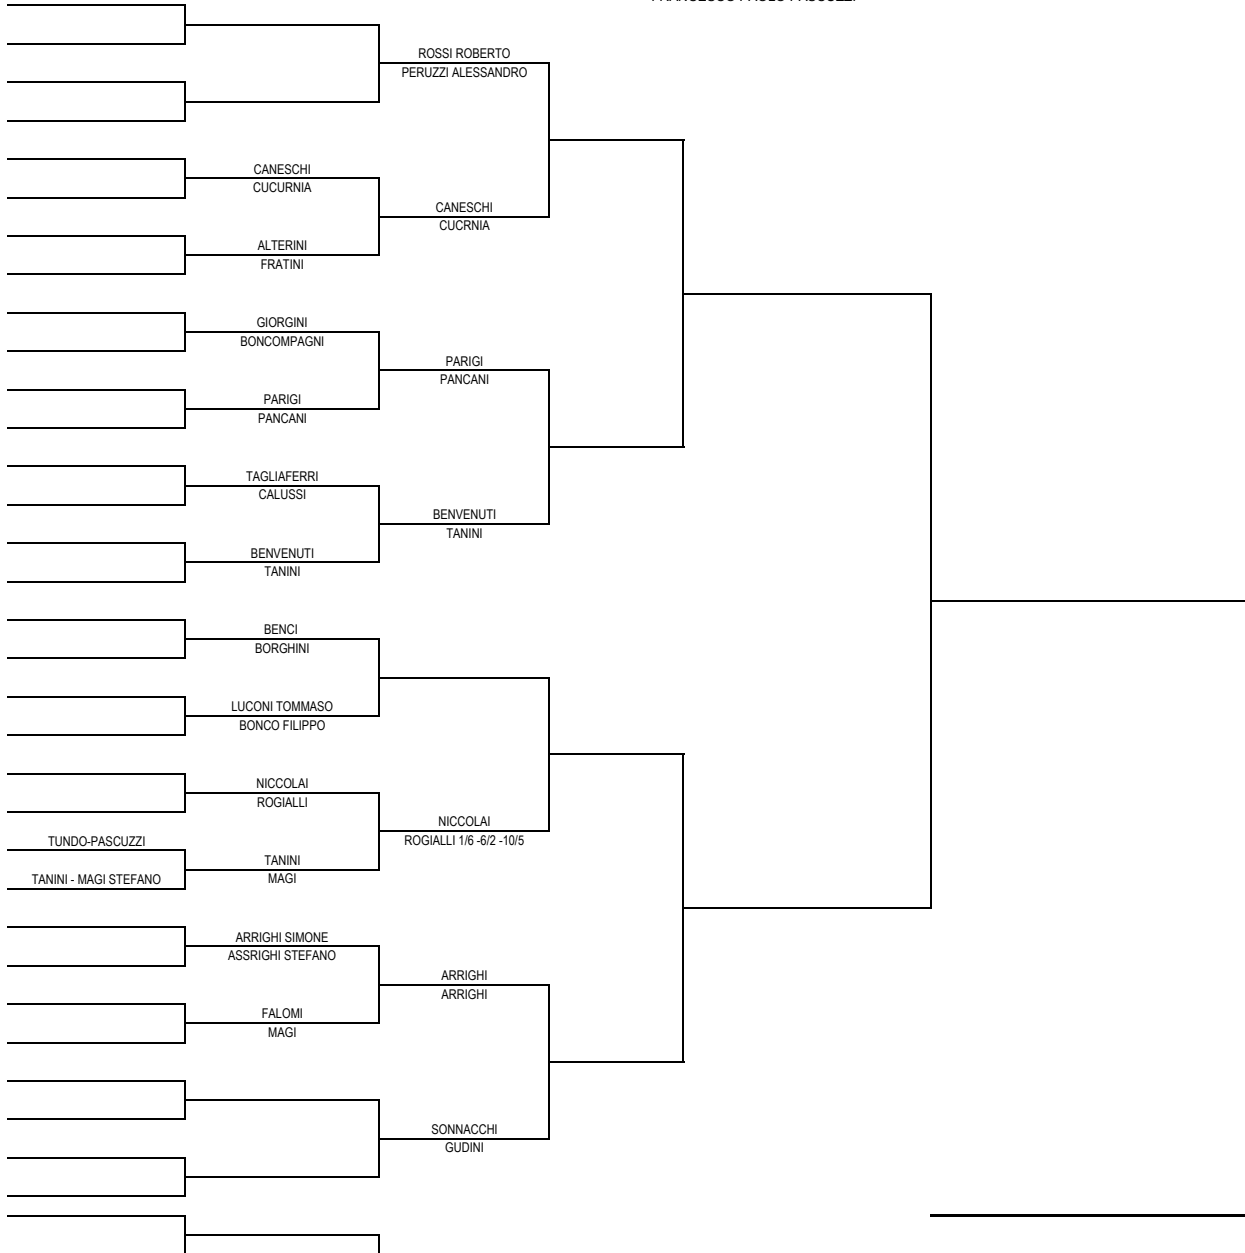 ROSSI ROBERTO
PERUZZI ALESSANDRO
CANESCHI
CUCURNIA
CANESCHI
CUCRNIA
ALTERINI
FRATINI
GIORGINI
BONCOMPAGNI
PARIGI
PANCANI
PARIGI
PANCANI
TAGLIAFERRI
CALUSSI
BENVENUTI
TANINI
BENVENUTI
TANINI
BENCI
BORGHINI
LUCONI TOMMASO
BONCO FILIPPO
NICCOLAI
ROGIALLI
NICCOLAI
ROGIALLI 1/6 -6/2 -10/5
TUNDO-PASCUZZI
TANINI - MAGI STEFANO
TANINI
MAGI
ARRIGHI SIMONE
ASSRIGHI STEFANO
ARRIGHI
ARRIGHI
FALOMI
MAGI
SONNACCHI
GUDINI